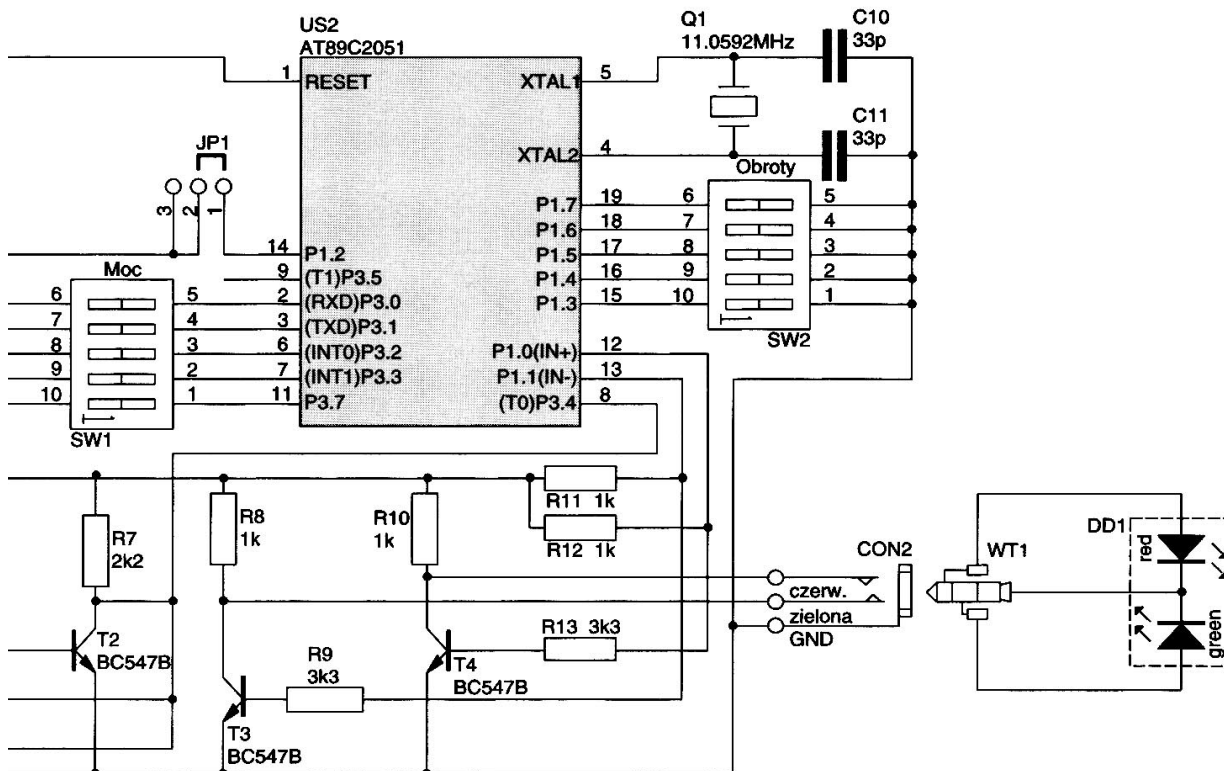 US2
AT89C2051
Q1
11.0592MHz
C10
33p
1
RESET
XTAL1
5
C11
33p
JP1
XTAL2
4
Obroty
3
2
1
P1.7
19
6
5
P1.6
18
7
4
14
P1.2
P1.5
17
8
3
Moc
9
(T1)P3.5
P1.4
16
9
2
6
5
2
(RXD)P3.0
P1.3
15
10
1
7
4
3
(TXD)P3.1
SW2
8
3
6
(INT0)P3.2
P1.0(IN+)
12
9
2
7
(INT1)P3.3
P1.1(IN-)
13
10
1
11
P3.7
(T0)P3.4
8
SW1
R11 1k
R7
2k2
R8
1k
R10
1k
R12 1k
CON2
WT1
DD1
red
czerw.
zielona
GND
green
T2
BC547B
R9
3k3
T4
BC547B
R13 3k3
T3
BC547B